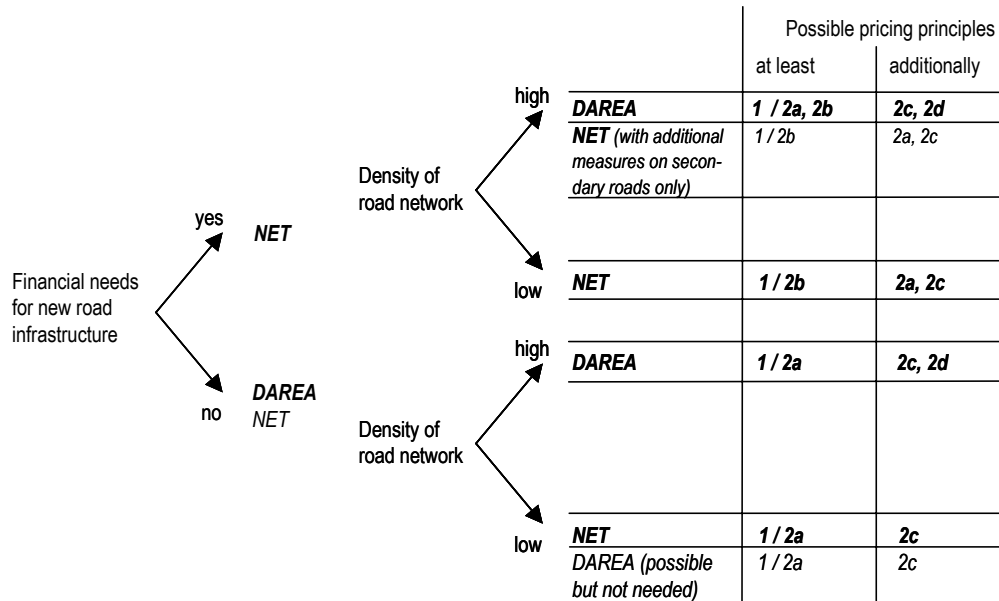 Possible pricing principles
at least additionally
high
DAREA 1 / 2a, 2b 2c, 2d
NET (with additional 1 / 2b 2a, 2c
measures on secon-
dary roads only)
Density of
road network
yes NET
low NET 1 / 2b 2a, 2c
Financial needs
for new road
infrastructure
high
DAREA 1 / 2a 2c, 2d
no DAREA
NET
Density of
road network
low NET 1 / 2a 2c
DAREA (possible 1 / 2a 2c
but not needed)